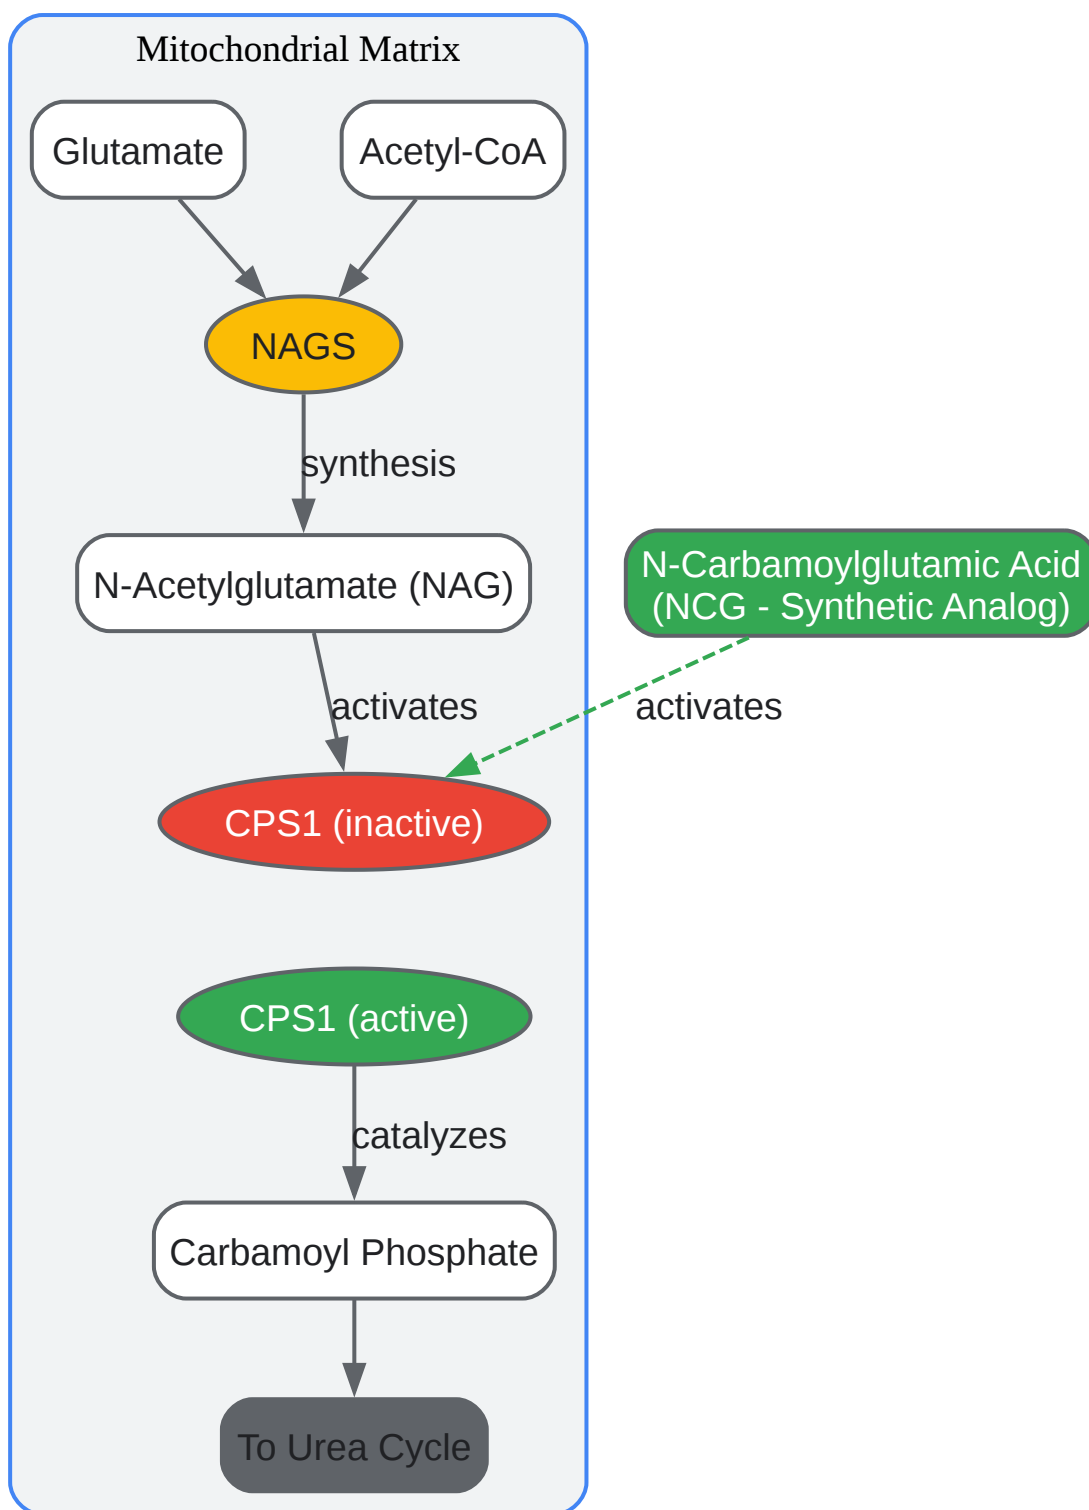 Mitochondrial Matrix
Glutamate
Acetyl-CoA
NAGS
synthesis
N-Acetylglutamate (NAG)
N-Carbamoylglutamic Acid
(NCG - Synthetic Analog)
activates
activates
CPS1 (inactive)
CPS1 (active)
catalyzes
Carbamoyl Phosphate
To Urea Cycle